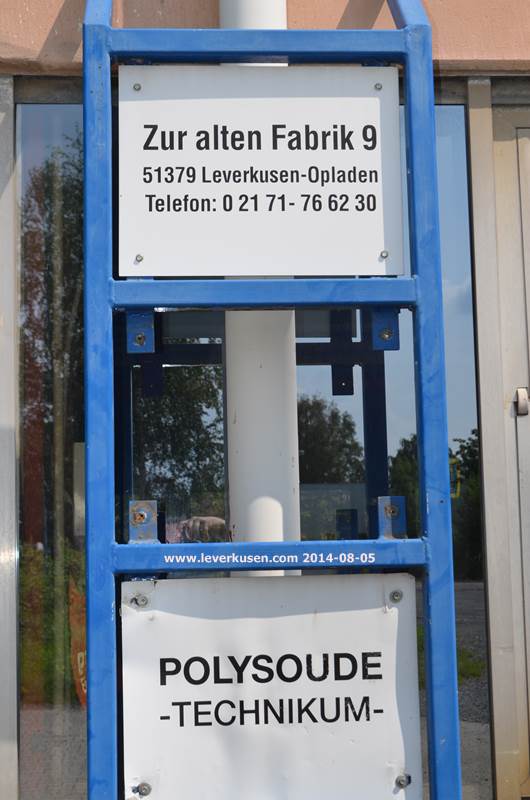 Zur alten Fabrik 9
51379 Leverkusen-Opladen
Telefon: 0 21 71- 76 62 30
www.leverkusen.com 2014-08-05
POLYSOUDE
-TECHNIKUM-